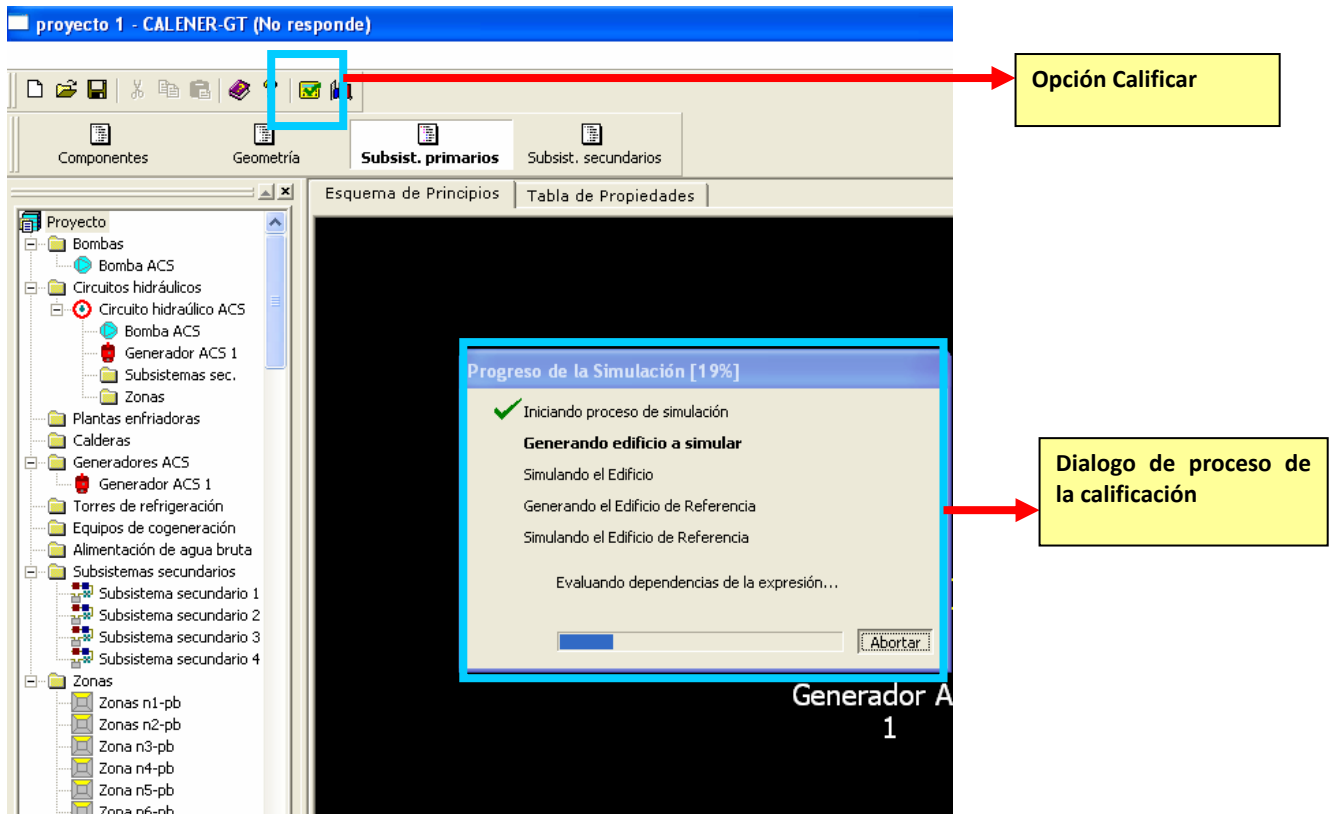 proyecto 1 - CALENER-GT (No responde)
Opción Calificar
Componentes
Geometría
Subsist. primarios
Subsist. secundarios
Esquema de Principios
Tabla de Propiedades
Proyecto
Bombas
Bomba ACS
Circuitos hidráulicos
Circuito hidraúlico ACS
Bomba ACS
Generador ACS 1
Subsistemas sec.
Zonas
Plantas enfriadoras
Calderas
Generadores ACS
Generador ACS 1
Torres de refrigeración
Equipos de cogeneración
Alimentación de agua bruta
Subsistemas secundarios
Subsistema secundario 1
Subsistema secundario 2
Subsistema secundario 3
Subsistema secundario 4
Zonas
Zonas n1-pb
Zonas n2-pb
Zona n3-pb
Zona n4-pb
Zona n5-pb
Zona n6-pb
Progreso de la Simulación [19%]
Iniciando proceso de simulación
Generando edificio a simular
Simulando el Edificio
Generando el Edificio de Referencia
Simulando el Edificio de Referencia
Evaluando dependencias de la expresión...
Abortar
Generador A
1
Dialogo de proceso de
la calificación